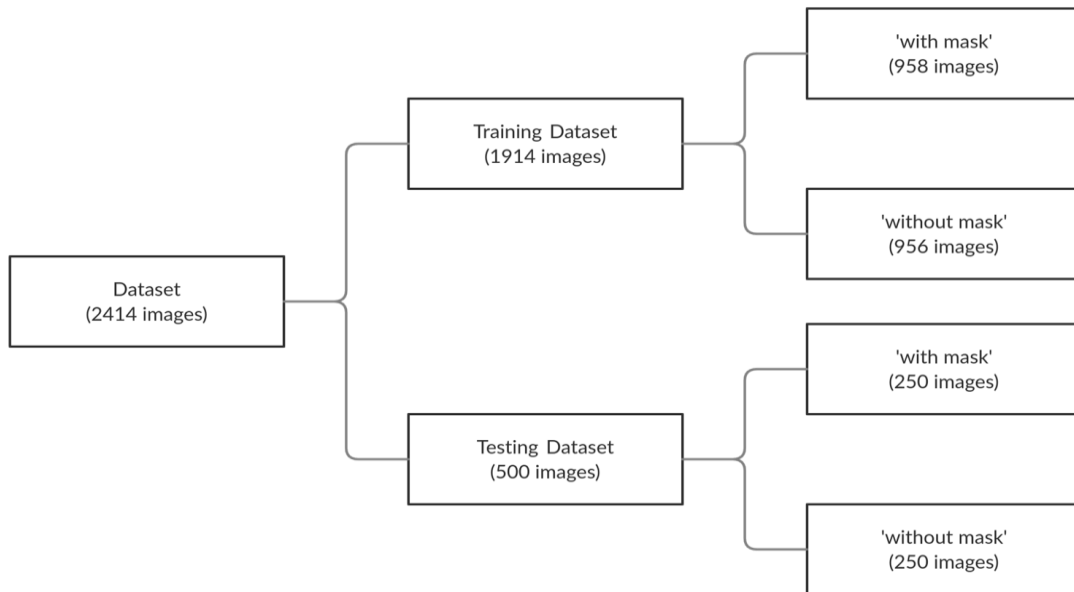 Dataset
(2414 images)
Training Dataset
(1914 images)
'with mask'
(958 images)
'without mask'
(956 images)
Testing Dataset
(500 images)
'with mask'
(250 images)
'without mask'
(250 images)